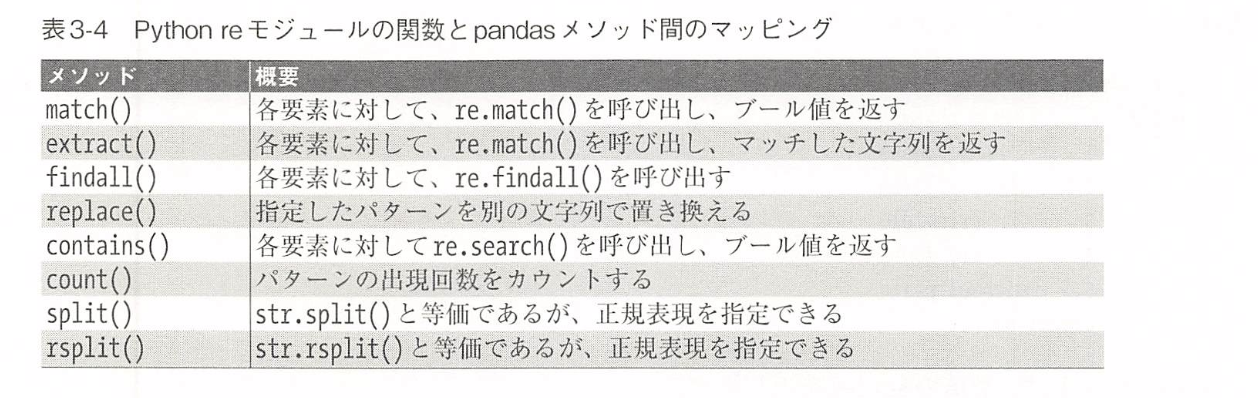 表3-4 Python reモジュールの関数とpandasメソッド間のマッピング
メソッド 概要
match() 各要素に対して、re.match()を呼び出し、ブール値を返す
extract() 各要素に対して、re.match()を呼び出し、マッチした文字列を返す
findall() 各要素に対して、re.findall()を呼び出す
replace() 指定したパターンを別の文字列で置き換える
contains() 各要素に対してre.search()を呼び出し、ブール値を返す
count() パターンの出現回数をカウントする
split() str.split()と等価であるが、正規表現を指定できる
rsplit() str.rsplit()と等価であるが、正規表現を指定できる